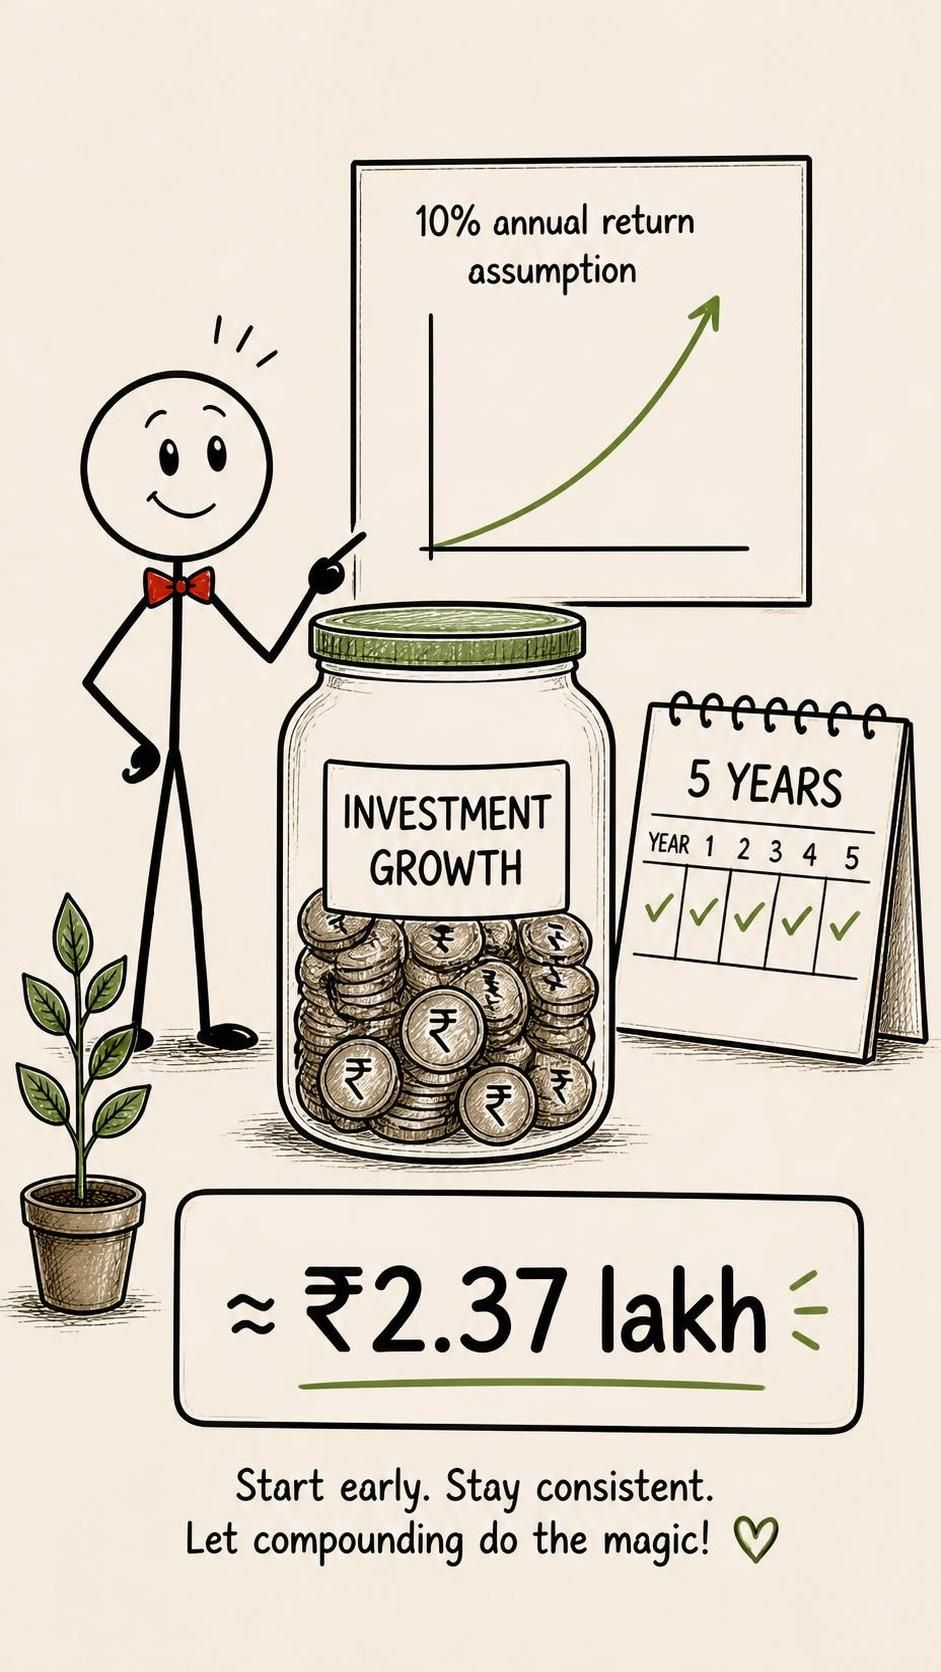 10% annual return
assumption
INVESTMENT
GROWTH
5 YEARS
YEAR 1 2 3 4 5
₹
₹
₹
₹
₹
₹
₹
₹
≈ ₹2.37 lakh
Start early. Stay consistent.
Let compounding do the magic!